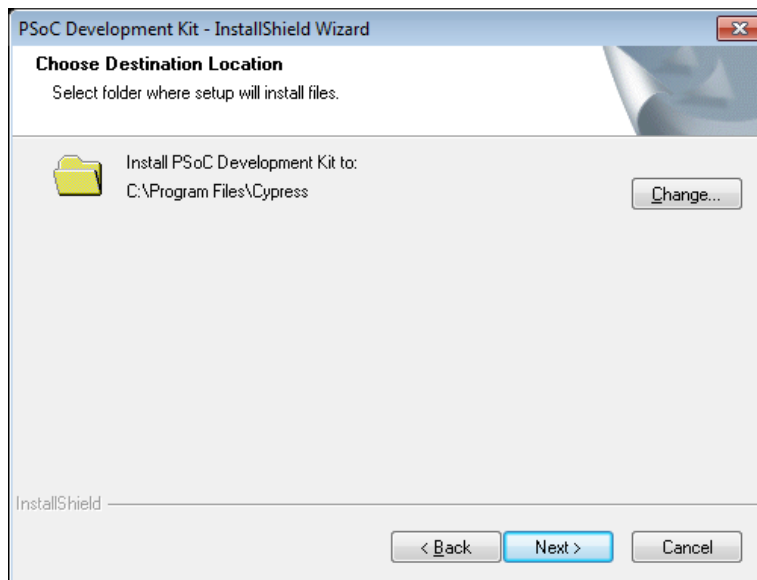 PSoC Development Kit - InstallShield Wizard
Choose Destination Location
Select folder where setup will install files.
Install PSoC Development Kit to:
C:\Program Files\Cypress
Change...
InstallShield
< Back
Next >
Cancel